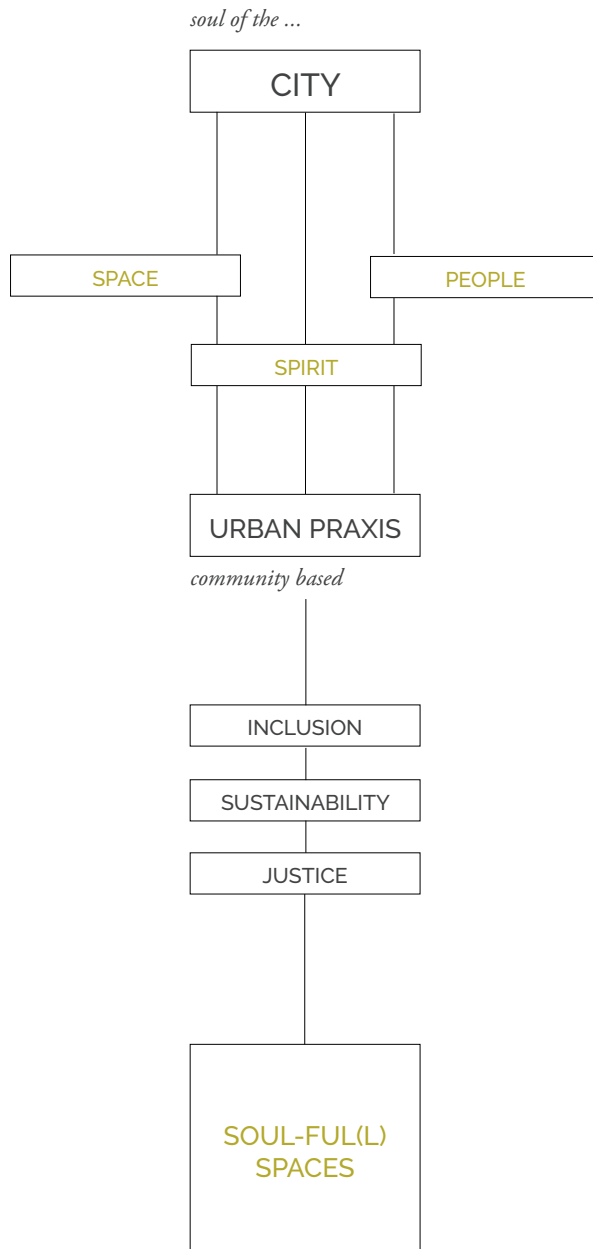 soul of the ...
CITY
SPACE
PEOPLE
SPIRIT
URBAN PRAXIS
community based
INCLUSION
SUSTAINABILITY
JUSTICE
SOUL-FUL(L)
SPACES